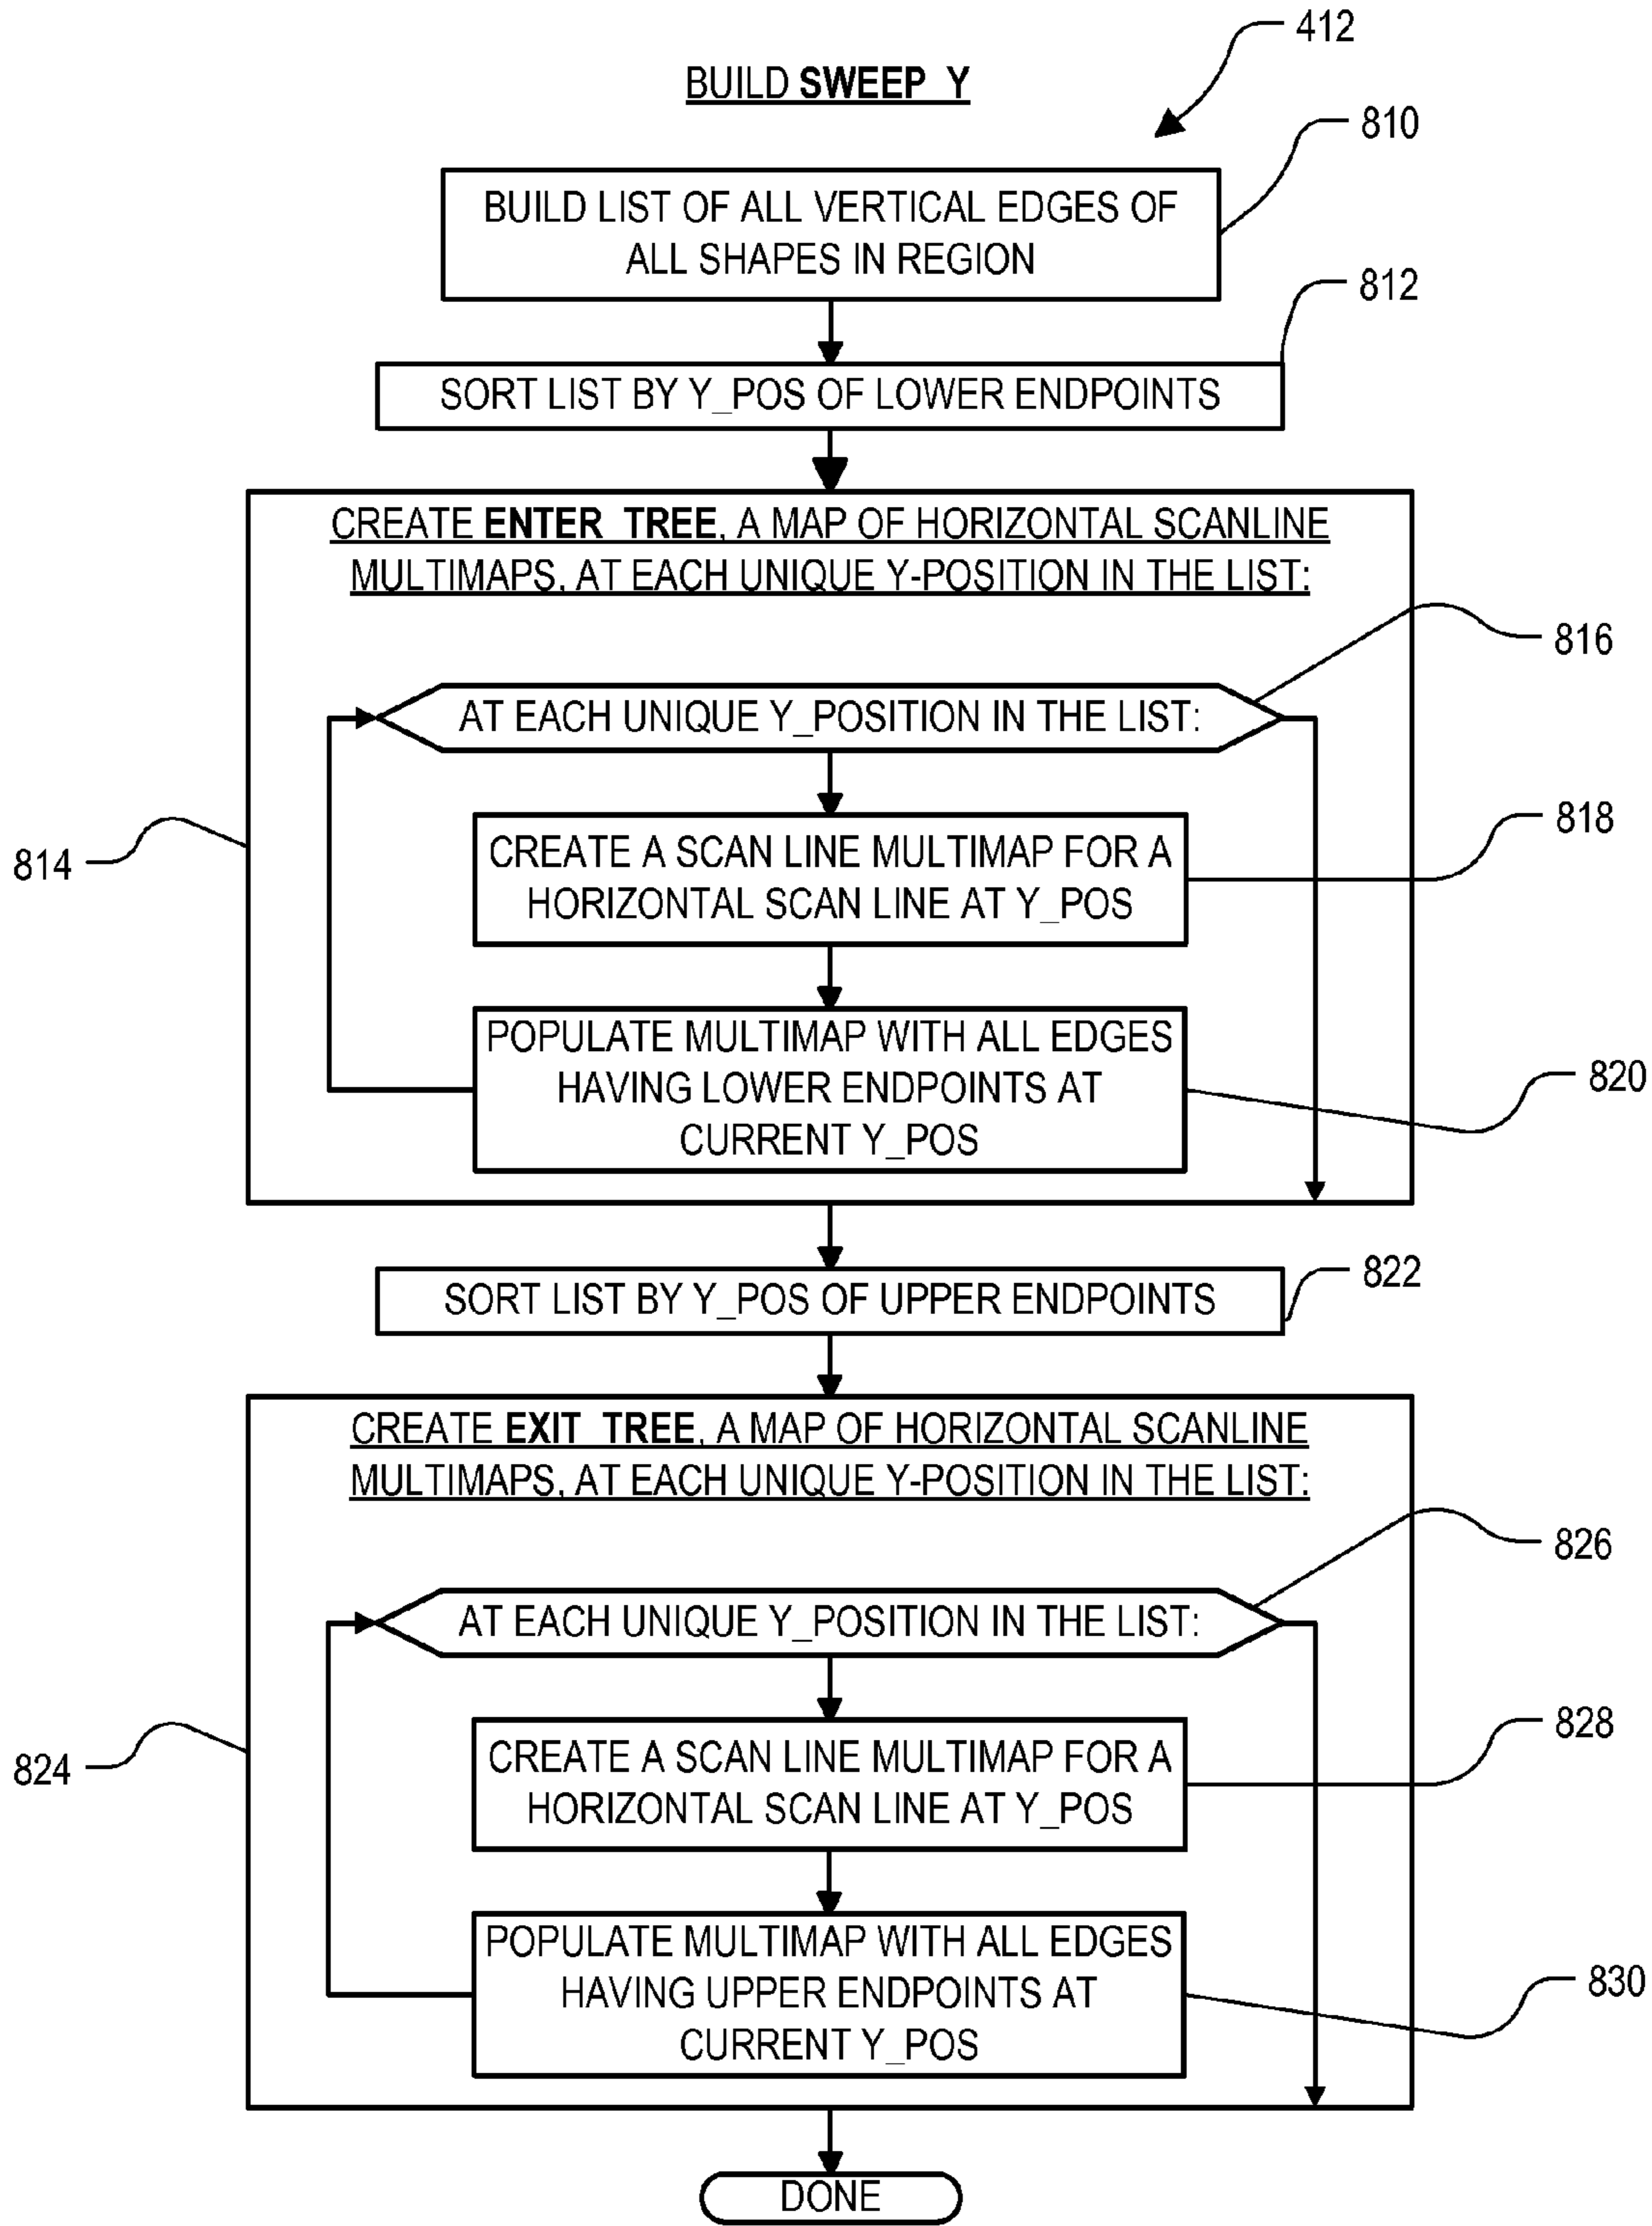 412
BUILD SWEEP_Y
810
BUILD LIST OF ALL VERTICAL EDGES OF
ALL SHAPES IN REGION
812
SORT LIST BY Y_POS OF LOWER ENDPOINTS
CREATE ENTER_TREE, A MAP OF HORIZONTAL SCANLINE
MULTIMAPS, AT EACH UNIQUE Y-POSITION IN THE LIST:
816
AT EACH UNIQUE Y_POSITION IN THE LIST:
818
CREATE A SCAN LINE MULTIMAP FOR A
HORIZONTAL SCAN LINE AT Y_POS
814
POPULATE MULTIMAP WITH ALL EDGES
HAVING LOWER ENDPOINTS AT
CURRENT Y_POS
820
822
SORT LIST BY Y_POS OF UPPER ENDPOINTS
CREATE EXIT_TREE, A MAP OF HORIZONTAL SCANLINE
MULTIMAPS, AT EACH UNIQUE Y-POSITION IN THE LIST:
826
AT EACH UNIQUE Y_POSITION IN THE LIST:
828
CREATE A SCAN LINE MULTIMAP FOR A
HORIZONTAL SCAN LINE AT Y_POS
824
POPULATE MULTIMAP WITH ALL EDGES
HAVING UPPER ENDPOINTS AT
CURRENT Y_POS
830
DONE